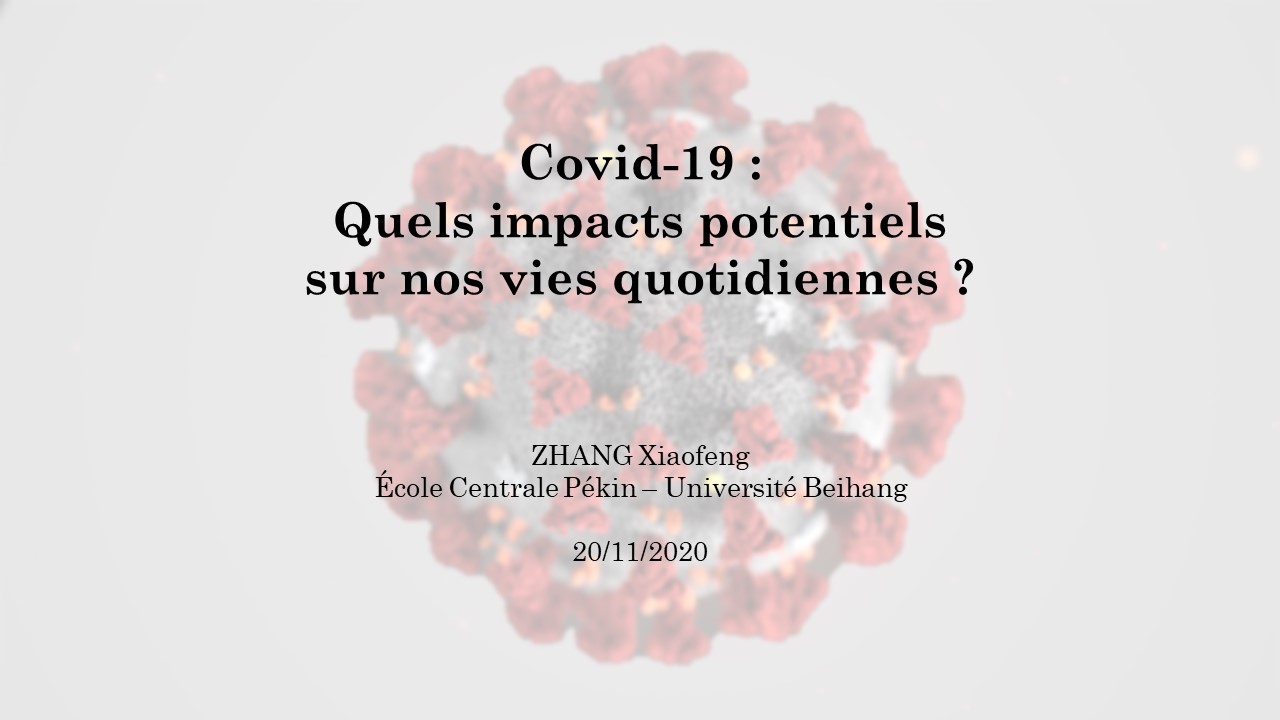 Covid-19 :
Quels impacts potentiels
sur nos vies quotidiennes ?
ZHANG Xiaofeng
École Centrale Pékin – Université Beihang
20/11/2020